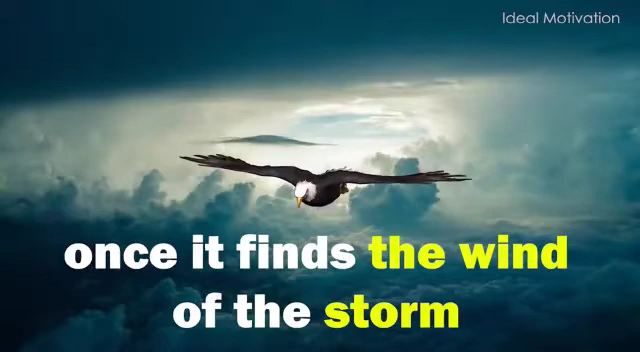 Ideal Motivation
once it finds the wind
of the storm